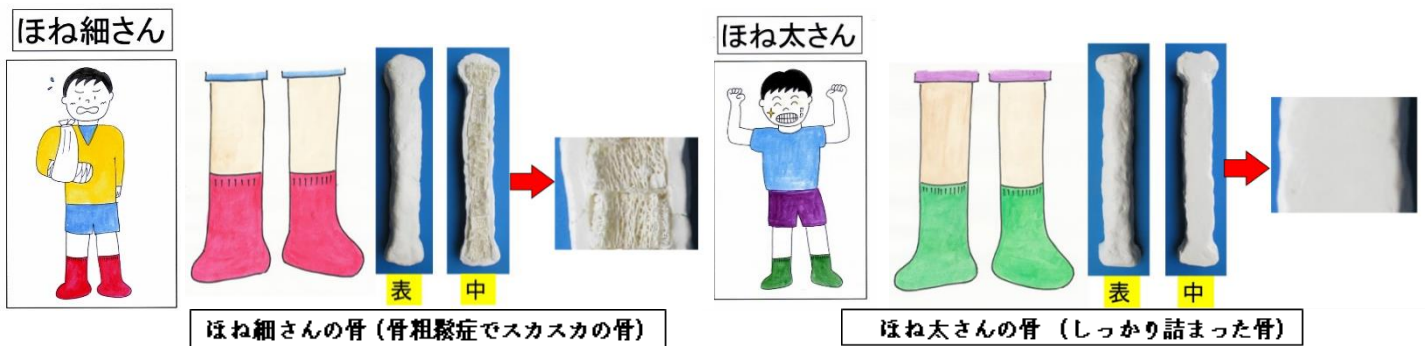 ほね細さん
表
中
ほね細さんの骨(骨粗鬆症でスカスカの骨)
ほね太さん
表
中
ほね太さんの骨 (しっかり詰まった骨)